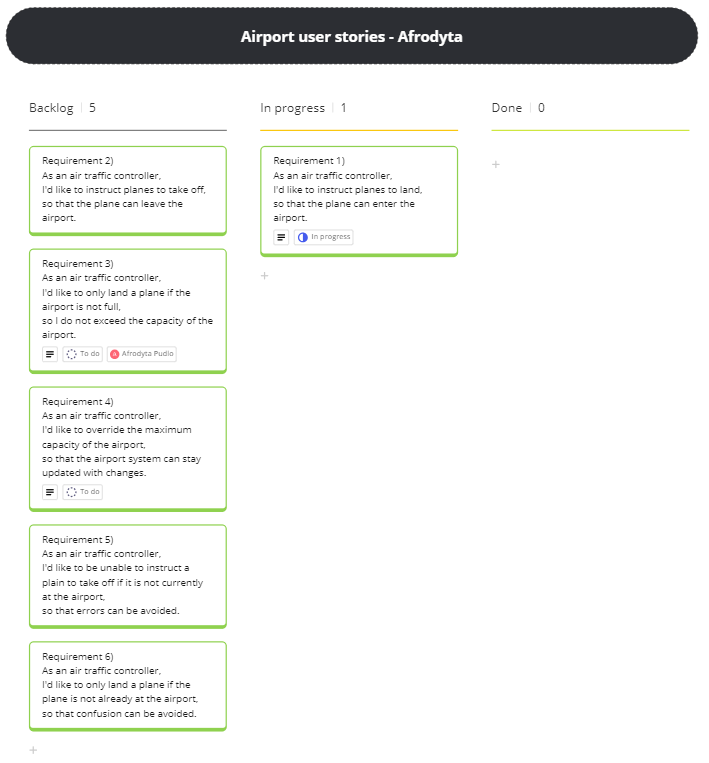 Airport user stories - Afrodyta
Backlog | 5
Requirement 2)
As an air traffic controller,
I'd like to instruct planes to take off,
so that the plane can leave the
airport.
Requirement 3)
As an air traffic controller,
I'd like to only land a plane if the
airport is not full,
so I do not exceed the capacity of the
airport.
To do A Afrodyta Pudlo
Requirement 4)
As an air traffic controller,
I'd like to override the maximum
capacity of the airport,
so that the airport system can stay
updated with changes.
To do
Requirement 5)
As an air traffic controller,
I'd like to be unable to instruct a
plain to take off if it is not currently
at the airport,
so that errors can be avoided.
Requirement 6)
As an air traffic controller,
I'd like to only land a plane if the
plane is not already at the airport,
so that confusion can be avoided.
+
In progress | 1
Requirement 1)
As an air traffic controller,
I'd like to instruct planes to land,
so that the plane can enter the
airport.
In progress
+
Done | 0
+